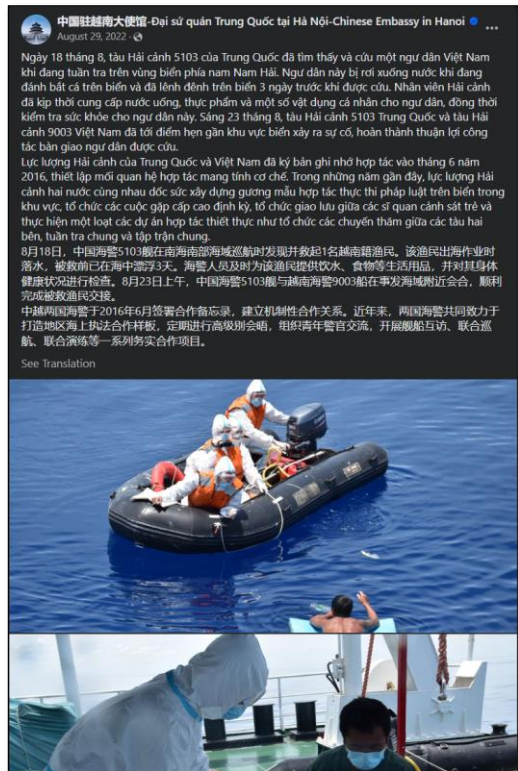 中国驻越南大使馆-Đại sứ quán Trung Quốc tại Hà Nội-Chinese Embassy in Hanoi
August 29, 2022
Ngày 18 tháng 8, tàu Hải cảnh 5103 của Trung Quốc đã tìm thấy và cứu một ngư dân Việt Nam
khi đang tuần tra trên vùng biển phía nam Nam Hải. Ngư dân này bị rơi xuống nước khi đang
đánh bắt cá trên biển và đã lênh đênh trên biển 3 ngày trước khi được cứu. Nhân viên Hải cảnh
đã kịp thời cung cấp nước uống, thực phẩm và một số vật dụng cá nhân cho ngư dân, đồng thời
kiểm tra sức khỏe cho ngư dân này. Sáng 23 tháng 8, tàu Hải cảnh 5103 Trung Quốc và tàu Hải
cảnh 9003 Việt Nam đã tới điểm hẹn gần khu vực biển xảy ra sự cố, hoàn thành thuận lợi công
tác bàn giao ngư dân được cứu.
Lực lượng Hải cảnh của Trung Quốc và Việt Nam đã ký bản ghi nhớ hợp tác vào tháng 6 năm
2016, thiết lập mối quan hệ hợp tác mang tính cơ chế. Trong những năm gần đây, lực lượng Hải
cảnh hai nước cùng nhau dốc sức xây dựng gương mẫu hợp tác thực thi pháp luật trên biển trong
khu vực, tổ chức các cuộc gặp cấp cao định kỳ, tổ chức giao lưu giữa các sĩ quan cảnh sát trẻ và
thực hiện một loạt các dự án hợp tác thiết thực như tổ chức các chuyến thăm giữa các tàu hai
bên, tuần tra chung và tập trận chung.
8月18日，中国海警5103舰在南海南部海域巡航时发现并救起1名越南籍渔民。该渔民出海作业时
落水，被救前已在海中漂浮3天。海警人员及时为该渔民提供饮水、食物等生活用品，并对其身体
健康状况进行检查。8月23日上午，中国海警5103舰与越南海警9003船在事发海域附近会合，顺利
完成被救渔民交接。
中越两国海警于2016年6月签署合作备忘录，建立机制性合作关系。近年来，两国海警共同致力于
打造地区海上执法合作样板，定期进行高级别会晤，组织青年警官交流，开展舰船互访、联合巡
航、联合演练等一系列务实合作项目。
See Translation